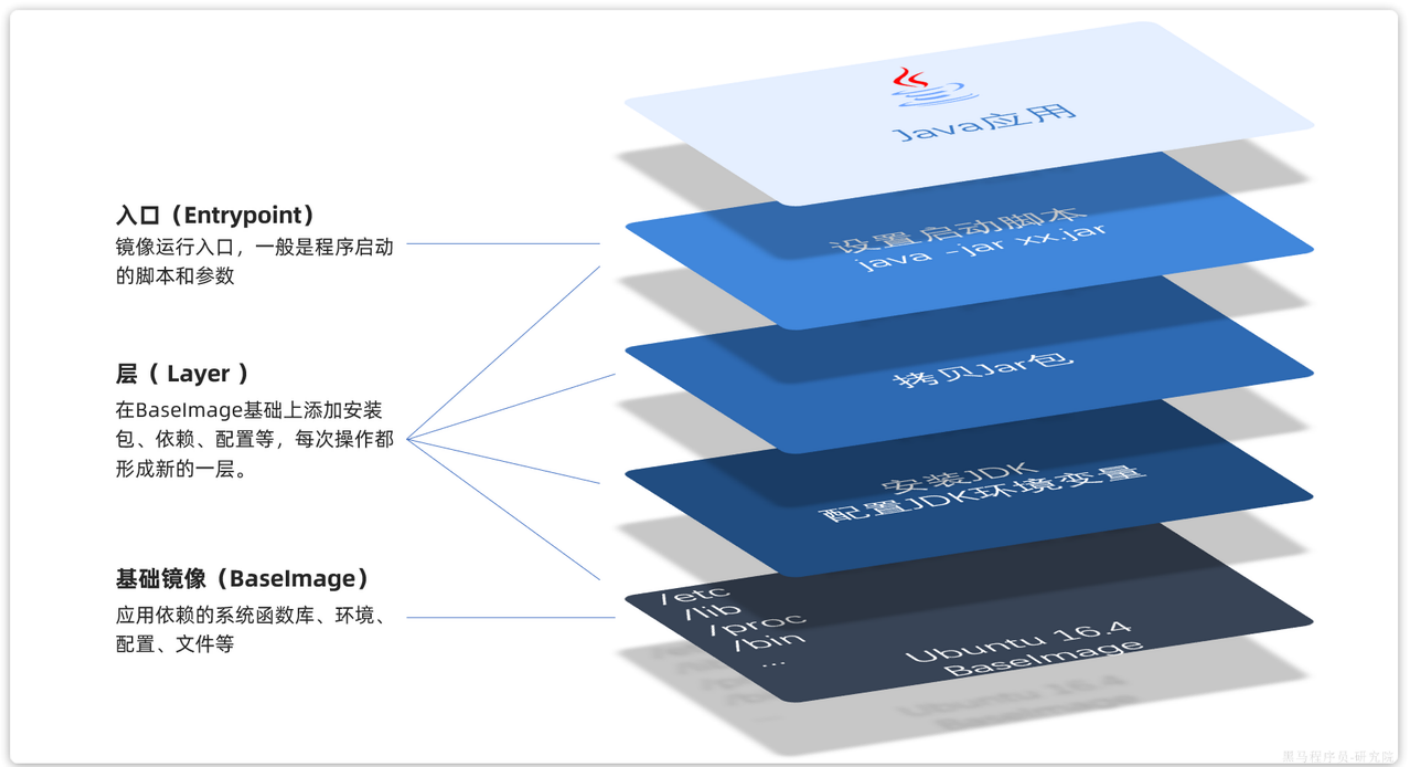 Java应用
入口（Entrypoint）
镜像运行入口，一般是程序启动
的脚本和参数
设置启动脚本
java -jar xx.jar
层（ Layer ）
在BaseImage基础上添加安装
包、依赖、配置等，每次操作都
形成新的一层。
拷贝Jar包
安装JDK
配置JDK环境变量
基础镜像（BaseImage）
应用依赖的系统函数库、环境、
配置、文件等
/etc
/lib
/proc
/bin
...
Ubuntu 16.4
BaseImage
黑马程序员-研究院